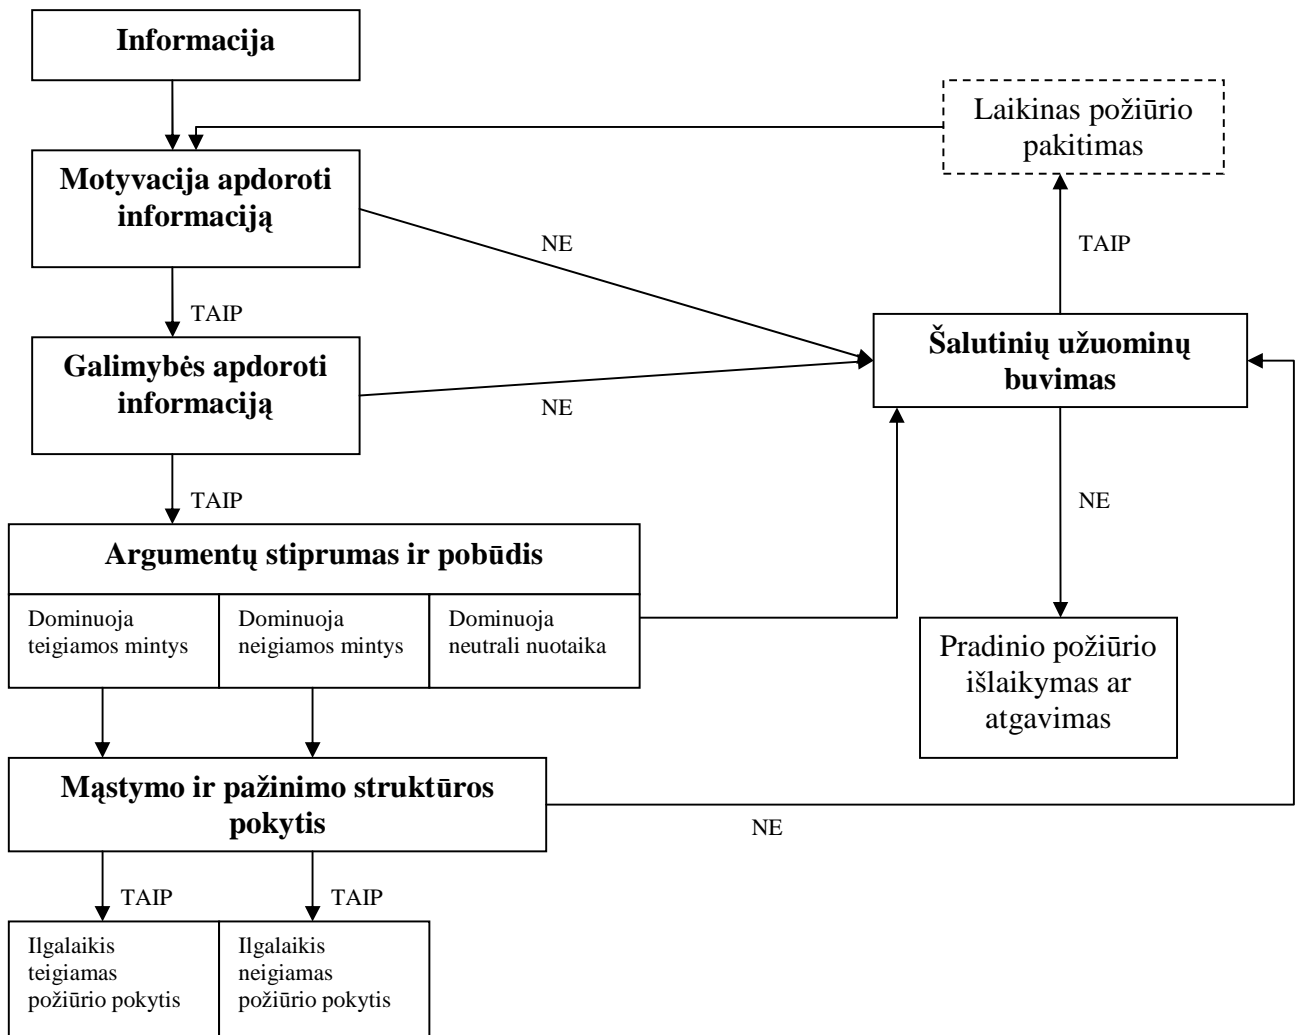 Informacija
Laikinas požiūrio
pakitimas
Motyvacija apdoroti
informaciją
NE
TAIP
TAIP
Šalutinių užuominų
buvimas
Galimybės apdoroti
informaciją
NE
TAIP
NE
Argumentų stiprumas ir pobūdis
Dominuoja
teigiamos mintys
Dominuoja
neigiamos mintys
Dominuoja
neutrali nuotaika
Pradinio požiūrio
išlaikymas ar
atgavimas
Mąstymo ir pažinimo struktūros
pokytis
NE
TAIP
TAIP
Ilgalaikis
teigiamas
požiūrio pokytis
Ilgalaikis
neigiamas
požiūrio pokytis